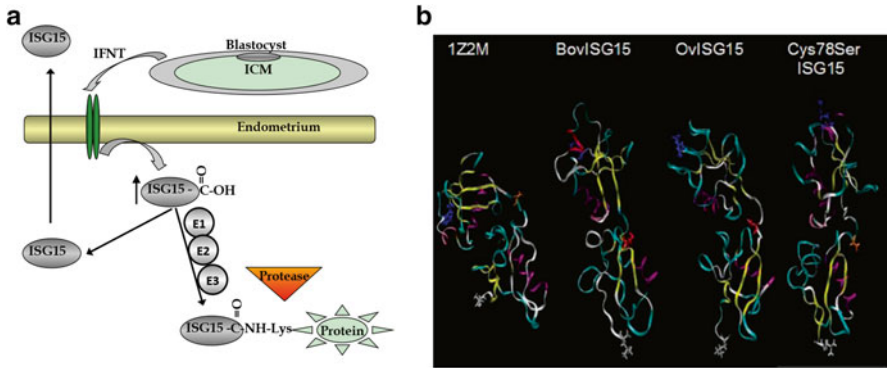 a
ISG15
IFNT
Blastocyst
ICM
Endometrium
ISG15 -
O
C-OH
E1
E2
E3
ISG15
Protease
O
ISG15 -C-NH-Lys
Protein
b
1Z2M
BovISG15
OvISG15
Cys78Ser
ISG15